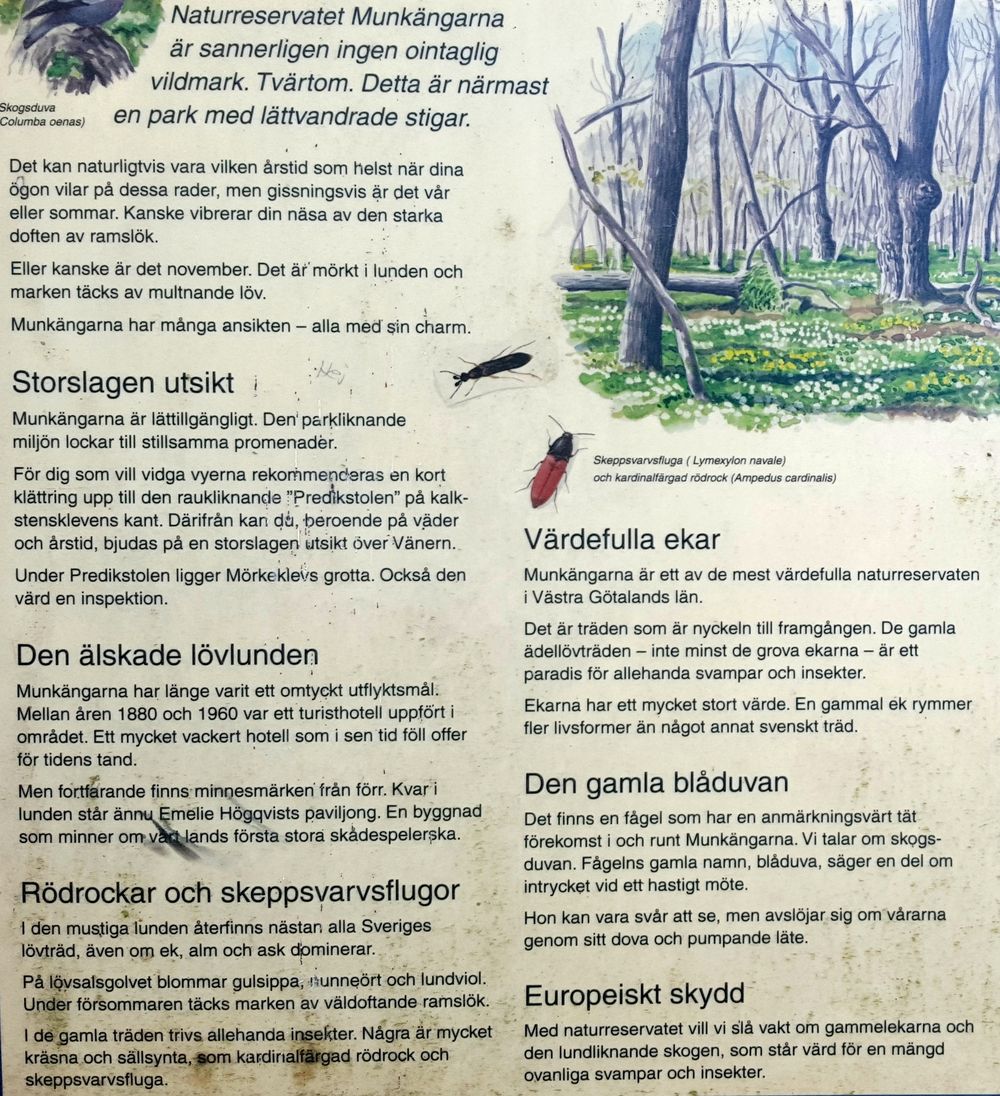 Naturreservatet Munkängarna
är sannerligen ingen ointaglig
vildmark. Tvärtom. Detta är närmast
en park med lättvandrade stigar.
Skogsduva
Columba oenas)
Det kan naturligtvis vara vilken årstid som helst när dina
ögon vilar på dessa rader, men gissningsvis är det vår
eller sommar. Kanske vibrerar din näsa av den starka
doften av ramslök.
Eller kanske är det november. Det är mörkt i lunden och
marken täcks av multnande löv.
Munkängarna har många ansikten – alla med sin charm.
Storslagen utsikt
Hej
Munkängarna är lättillgängligt. Den parkliknande
miljön lockar till stillsamma promenader.
För dig som vill vidga vyerna rekommenderas en kort
klättring upp till den raukliknande ”Predikstolen” på kalk-
stensklevens kant. Därifrån kan du, beroende på väder
och årstid, bjudas på en storslagen utsikt över Vänern.
Under Predikstolen ligger Mörkeklevs grotta. Också den
värd en inspektion.
Den älskade lövlunden
Munkängarna har länge varit ett omtyckt utflyktsmål.
Mellan åren 1880 och 1960 var ett turisthotell uppfört i
området. Ett mycket vackert hotell som i sen tid föll offer
för tidens tand.
Men fortfarande finns minnesmärken från förr. Kvar i
lunden står ännu Emelie Högqvists paviljong. En byggnad
som minner om vårt lands första stora skådespelerska.
Rödrockar och skeppsvarvsflugor
I den mustiga lunden återfinns nästan alla Sveriges
lövträd, även om ek, alm och ask dominerar.
På lövsalsgolvet blommar gulsippa, nunneört och lundviol.
Under försommaren täcks marken av väldoftande ramslök.
I de gamla träden trivs allehanda insekter. Några är mycket
kräsna och sällsynta, som kardinalfärgad rödrock och
skeppsvarvsfluga.
Skeppsvarvsfluga ( Lymexylon navale)
och kardinalfärgad rödrock (Ampedus cardinalis)
Värdefulla ekar
Munkängarna är ett av de mest värdefulla naturreservaten
i Västra Götalands län.
Det är träden som är nyckeln till framgången. De gamla
ädellövträden – inte minst de grova ekarna – är ett
paradis för allehanda svampar och insekter.
Ekarna har ett mycket stort värde. En gammal ek rymmer
fler livsformer än något annat svenskt träd.
Den gamla blåduvan
Det finns en fågel som har en anmärkningsvärt tät
förekomst i och runt Munkängarna. Vi talar om skogs-
duvan. Fågelns gamla namn, blåduva, säger en del om
intrycket vid ett hastigt möte.
Hon kan vara svår att se, men avslöjar sig om vårarna
genom sitt dova och pumpande läte.
Europeiskt skydd
Med naturreservatet vill vi slå vakt om gammelekarna och
den lundliknande skogen, som står värd för en mängd
ovanliga svampar och insekter.